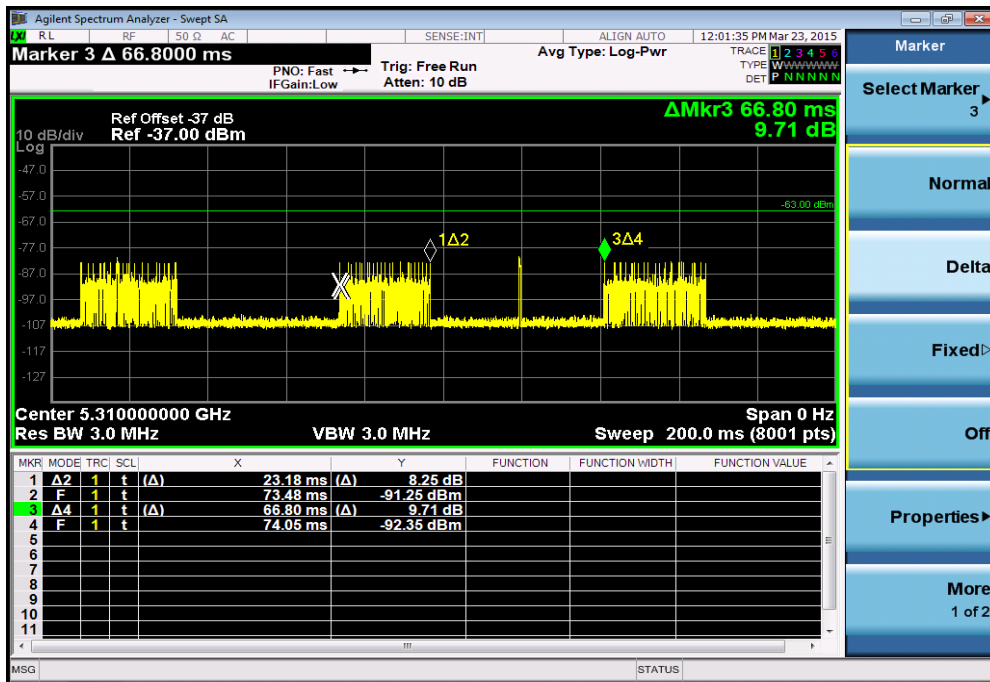 Agilent Spectrum Analyzer - Swept SA
LXI RL RF 50 Ω AC SENSE:INT ALIGN AUTO 12:01:35 PM Mar 23, 2015
Marker 3 Δ 66.8000 ms
PNO: Fast
IFGain:Low
Trig: Free Run
Atten: 10 dB
Avg Type: Log-Pwr
TRACE 1 2 3 4 5 6
TYPE WWWWWW
DET P N N N N N
ΔMkr3 66.80 ms
9.71 dB
Ref Offset -37 dB
10 dB/div Ref -37.00 dBm
Log
-47.0
-57.0
-63.00 dBm
-67.0
-77.0
1Δ2
3Δ4
-87.0
-97.0
-107
-117
-127
Center 5.310000000 GHz Span 0 Hz
Res BW 3.0 MHz VBW 3.0 MHz Sweep 200.0 ms (8001 pts)
MKR MODE TRC SCL X Y FUNCTION FUNCTION WIDTH FUNCTION VALUE
1 Δ2 1 t (Δ) 23.18 ms (Δ) 8.25 dB
2 F 1 t 73.48 ms -91.25 dBm
3 Δ4 1 t (Δ) 66.80 ms (Δ) 9.71 dB
4 F 1 t 74.05 ms -92.35 dBm
5
6
7
8
9
10
11
MSG STATUS
Marker
Select Marker
3
Normal
Delta
Fixed
Off
Properties
More
1 of 2